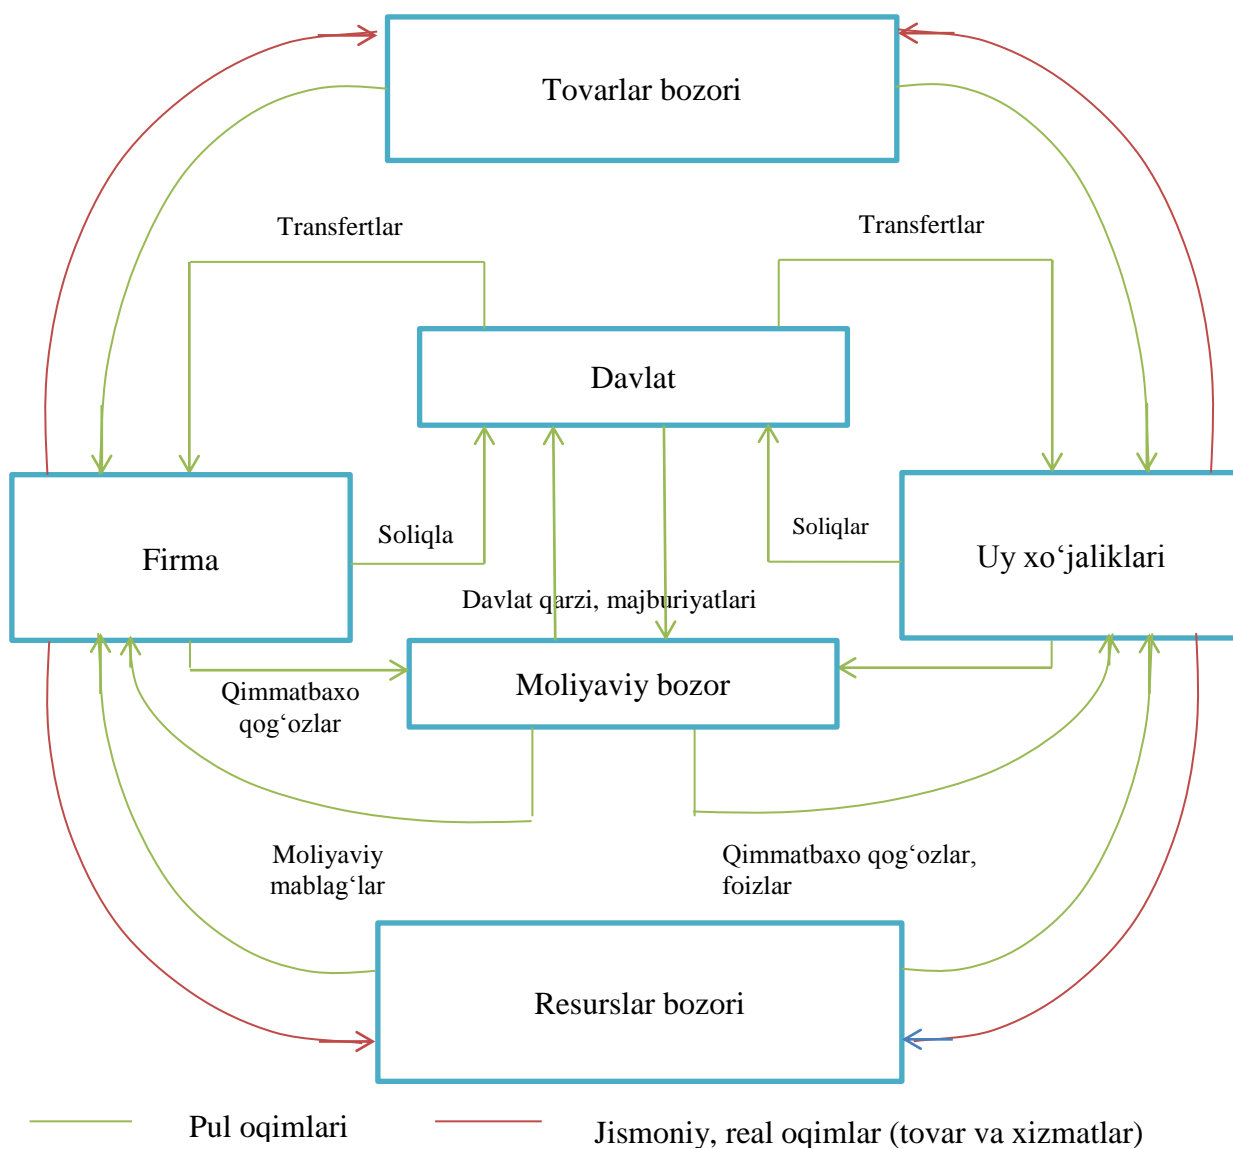 Tovarlar bozori
Transfertlar
Transfertlar
Davlat
Firma
Soliqla
Soliqlar
Uy xo‘jaliklari
Davlat qarzi, majburiyatlari
Moliyaviy bozor
Qimmatbaxo
qog‘ozlar
Moliyaviy
mablag‘lar
Qimmatbaxo qog‘ozlar,
foizlar
Resurslar bozori
Pul oqimlari
Jismoniy, real oqimlar (tovar va xizmatlar)